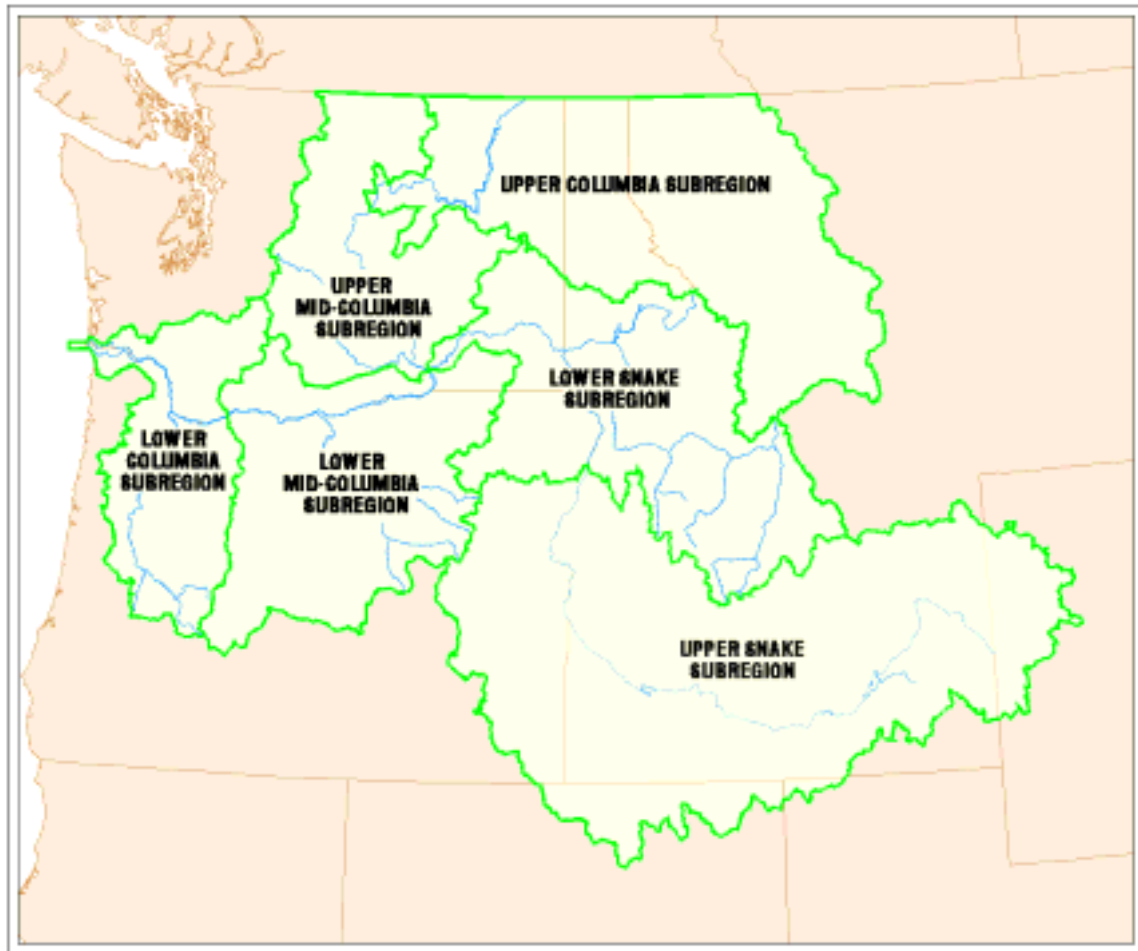 UPPER COLUMBIA SUBREGION
UPPER
MID-COLUMBIA
SUBREGION
LOWER SNAKE
SUBREGION
LOWER
COLUMBIA
SUBREGION
LOWER
MID-COLUMBIA
SUBREGION
UPPER SNAKE
SUBREGION